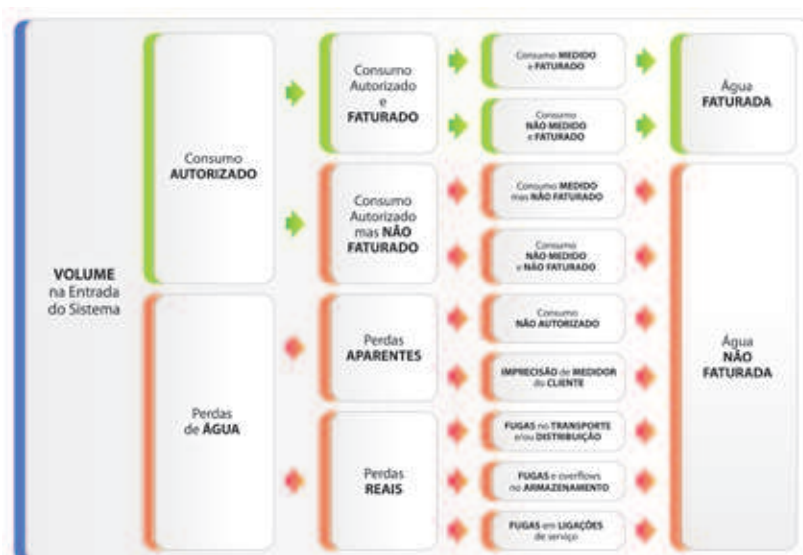 VOLUME
na Entrada
do Sistema
Consumo
AUTORIZADO
Perdas
de ÁGUA
Consumo
Autorizado
e
FATURADO
Consumo
Autorizado
mas NÃO
FATURADO
Perdas
APARENTES
Perdas
REAIS
Consumo MEDIDO
e FATURADO
Consumo
NÃO MEDIDO
e FATURADO
Consumo MEDIDO
mas NÃO FATURADO
Consumo
NÃO MEDIDO
e NÃO FATURADO
Consumo
NÃO AUTORIZADO
IMPRECISÃO de MEDIDOR
do CLIENTE
FUGAS no TRANSPORTE
e/ou DISTRIBUIÇÃO
FUGAS e overflows
no ARMAZENAMENTO
FUGAS em LIGAÇÕES
de serviço
Água
FATURADA
Água
NÃO
FATURADA